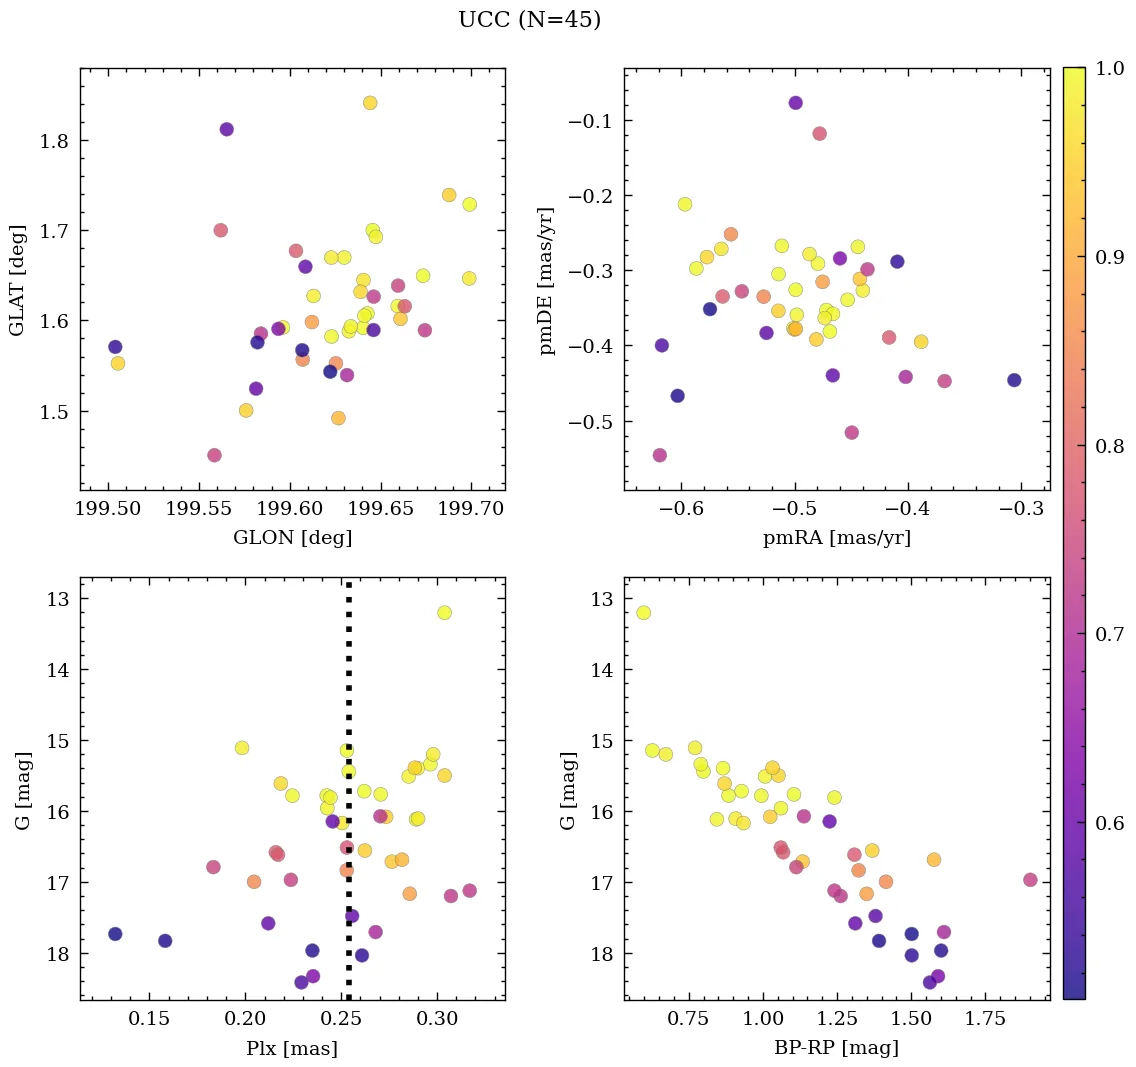 UCC (N=45)
1.8
1.7
1.6
1.5
GLAT [deg]
199.50 199.55 199.60 199.65 199.70
GLON [deg]
−0.1
−0.2
−0.3
−0.4
−0.5
pmDE [mas/yr]
−0.6 −0.5 −0.4 −0.3
pmRA [mas/yr]
13
14
15
16
17
18
G [mag]
0.15 0.20 0.25 0.30
Plx [mas]
13
14
15
16
17
18
G [mag]
0.75 1.00 1.25 1.50 1.75
BP-RP [mag]
1.0
0.9
0.8
0.7
0.6